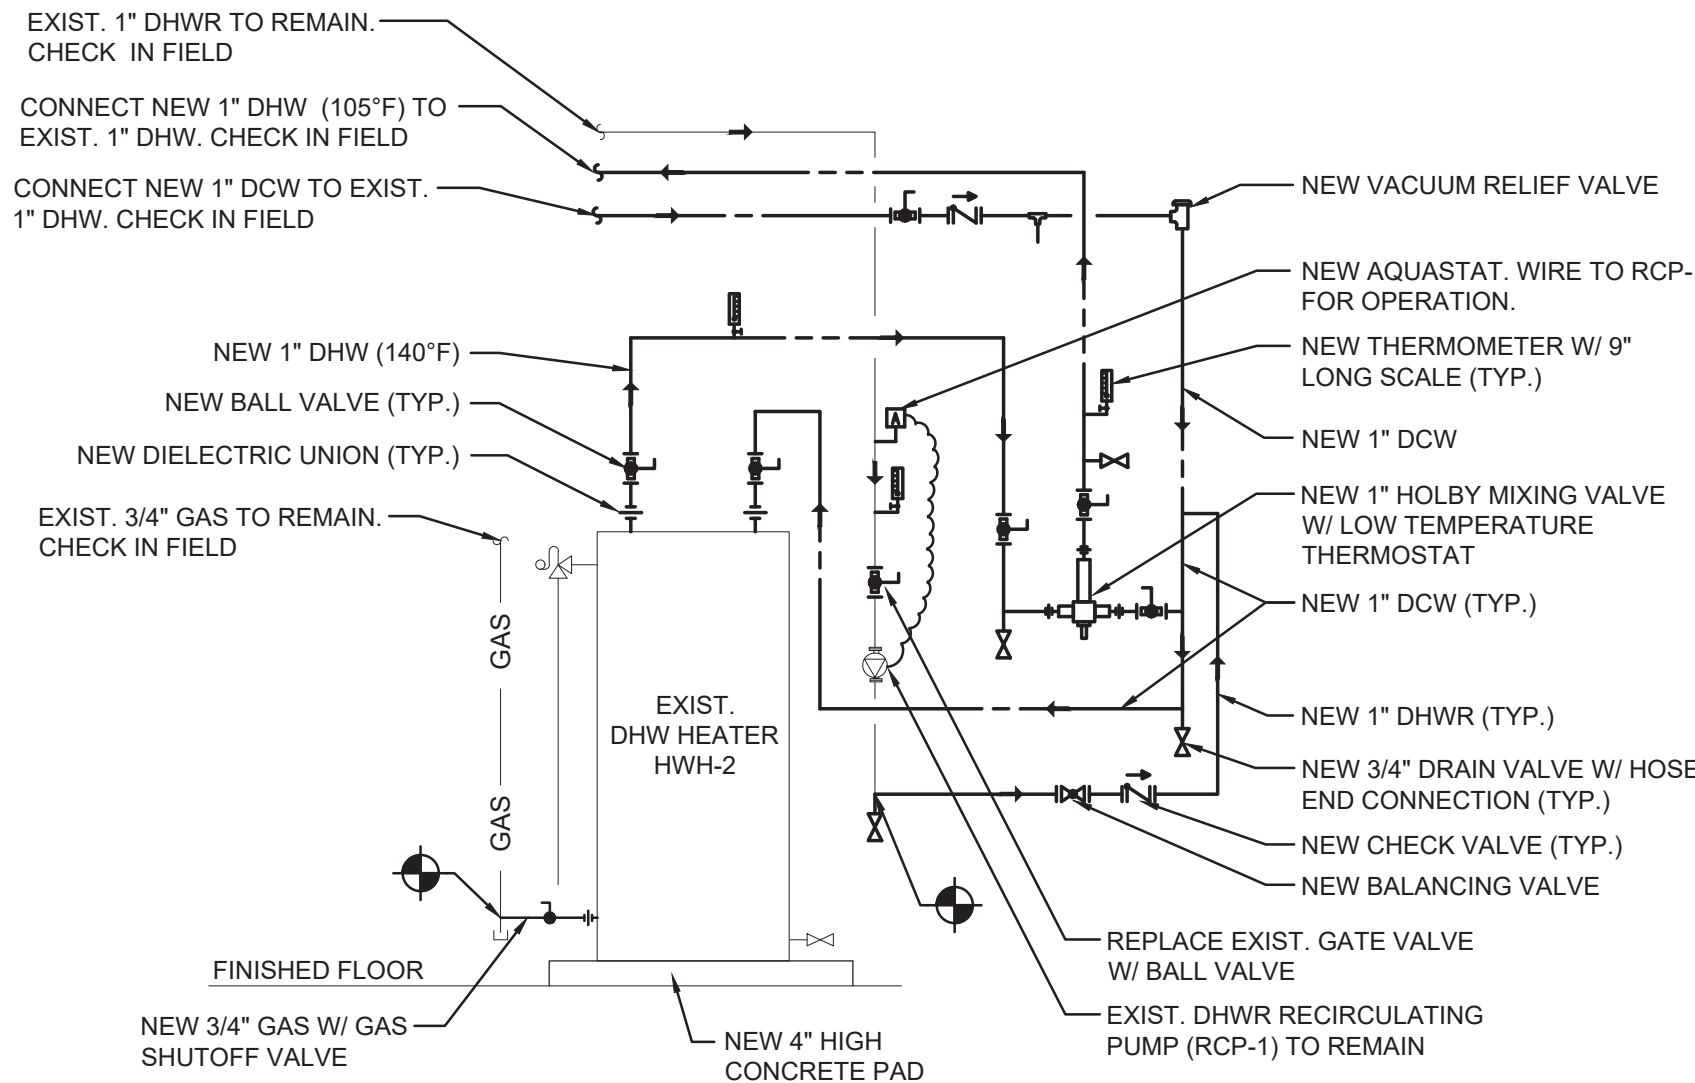 EXIST. 1" DHWR TO REMAIN.
CHECK IN FIELD
CONNECT NEW 1" DHW (105°F) TO
EXIST. 1" DHW. CHECK IN FIELD
CONNECT NEW 1" DCW TO EXIST.
1" DHW. CHECK IN FIELD
NEW VACUUM RELIEF VALVE
NEW AQUASTAT. WIRE TO RCP-
FOR OPERATION.
NEW 1" DHW (140°F)
NEW THERMOMETER W/ 9"
LONG SCALE (TYP.)
NEW BALL VALVE (TYP.)
A
NEW 1" DCW
NEW DIELECTRIC UNION (TYP.)
EXIST. 3/4" GAS TO REMAIN.
CHECK IN FIELD
NEW 1" HOLBY MIXING VALVE
W/ LOW TEMPERATURE
THERMOSTAT
NEW 1" DCW (TYP.)
GAS
GAS
EXIST.
DHW HEATER
HWH-2
NEW 1" DHWR (TYP.)
NEW 3/4" DRAIN VALVE W/ HOSE
END CONNECTION (TYP.)
NEW CHECK VALVE (TYP.)
NEW BALANCING VALVE
REPLACE EXIST. GATE VALVE
W/ BALL VALVE
FINISHED FLOOR
EXIST. DHWR RECIRCULATING
PUMP (RCP-1) TO REMAIN
NEW 3/4" GAS W/ GAS
SHUTOFF VALVE
NEW 4" HIGH
CONCRETE PAD